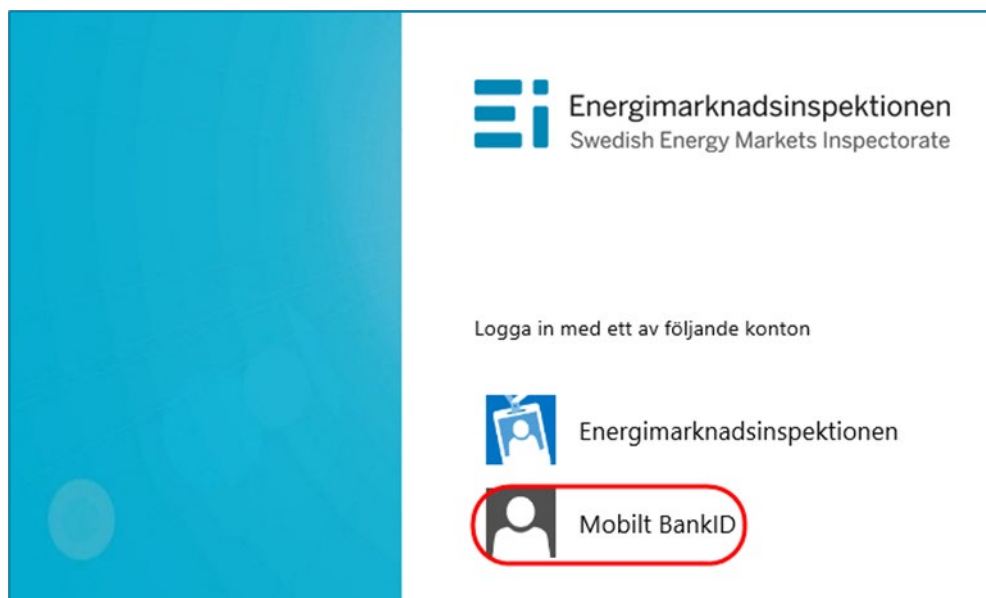 Energimarknadsinspektionen
Swedish Energy Markets Inspectorate
Logga in med ett av följande konton
Energimarknadsinspektionen
Mobilt BankID